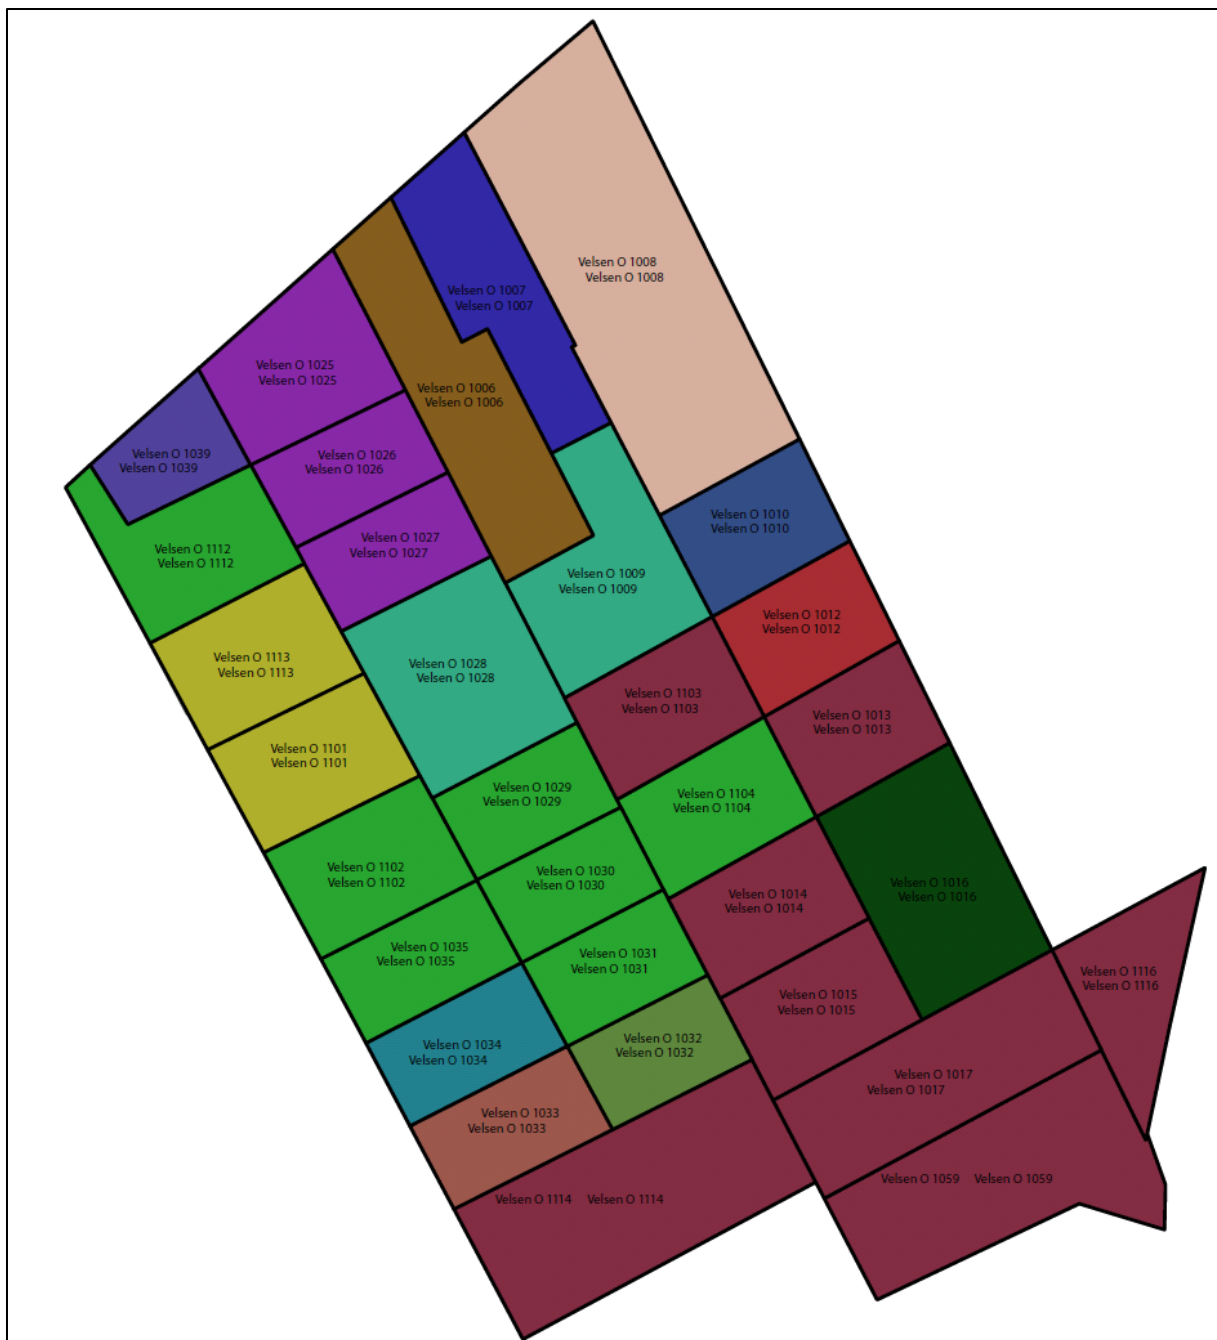 Velsen O 1008
Velsen O 1008
Velsen O 1007
Velsen O 1007
Velsen O 1025
Velsen O 1025
Velsen O 1006
Velsen O 1006
Velsen O 1039
Velsen O 1039
Velsen O 1026
Velsen O 1026
Velsen O 1010
Velsen O 1010
Velsen O 1027
Velsen O 1027
Velsen O 1112
Velsen O 1112
Velsen O 1009
Velsen O 1009
Velsen O 1012
Velsen O 1012
Velsen O 1113
Velsen O 1113
Velsen O 1028
Velsen O 1028
Velsen O 1103
Velsen O 1103
Velsen O 1013
Velsen O 1013
Velsen O 1101
Velsen O 1101
Velsen O 1029
Velsen O 1029
Velsen O 1104
Velsen O 1104
Velsen O 1102
Velsen O 1102
Velsen O 1030
Velsen O 1030
Velsen O 1016
Velsen O 1016
Velsen O 1014
Velsen O 1014
Velsen O 1035
Velsen O 1035
Velsen O 1031
Velsen O 1031
Velsen O 1116
Velsen O 1116
Velsen O 1015
Velsen O 1015
Velsen O 1032
Velsen O 1032
Velsen O 1034
Velsen O 1034
Velsen O 1017
Velsen O 1017
Velsen O 1033
Velsen O 1033
Velsen O 1059 Velsen O 1059
Velsen O 1114 Velsen O 1114